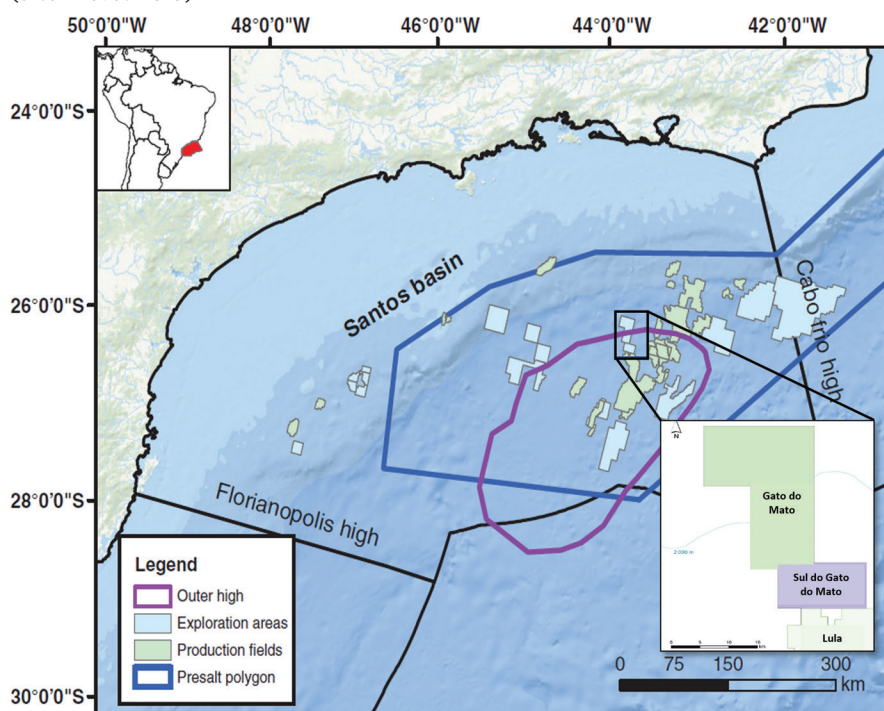 50°0'0"W
48°0'0"W
46°0'0"W
44°0'0"W
42°0'0"W
24°0'0"S
26°0'0"S
28°0'0"S
30°0'0"S
Santos basin
Cabo frio high
Florianopolis high
Legend
Outer high
Exploration areas
Production fields
Presalt polygon
N
Gato do
Mato
2.000 m
Sul do Gato
do Mato
Lula
km
0 75 150 300
km